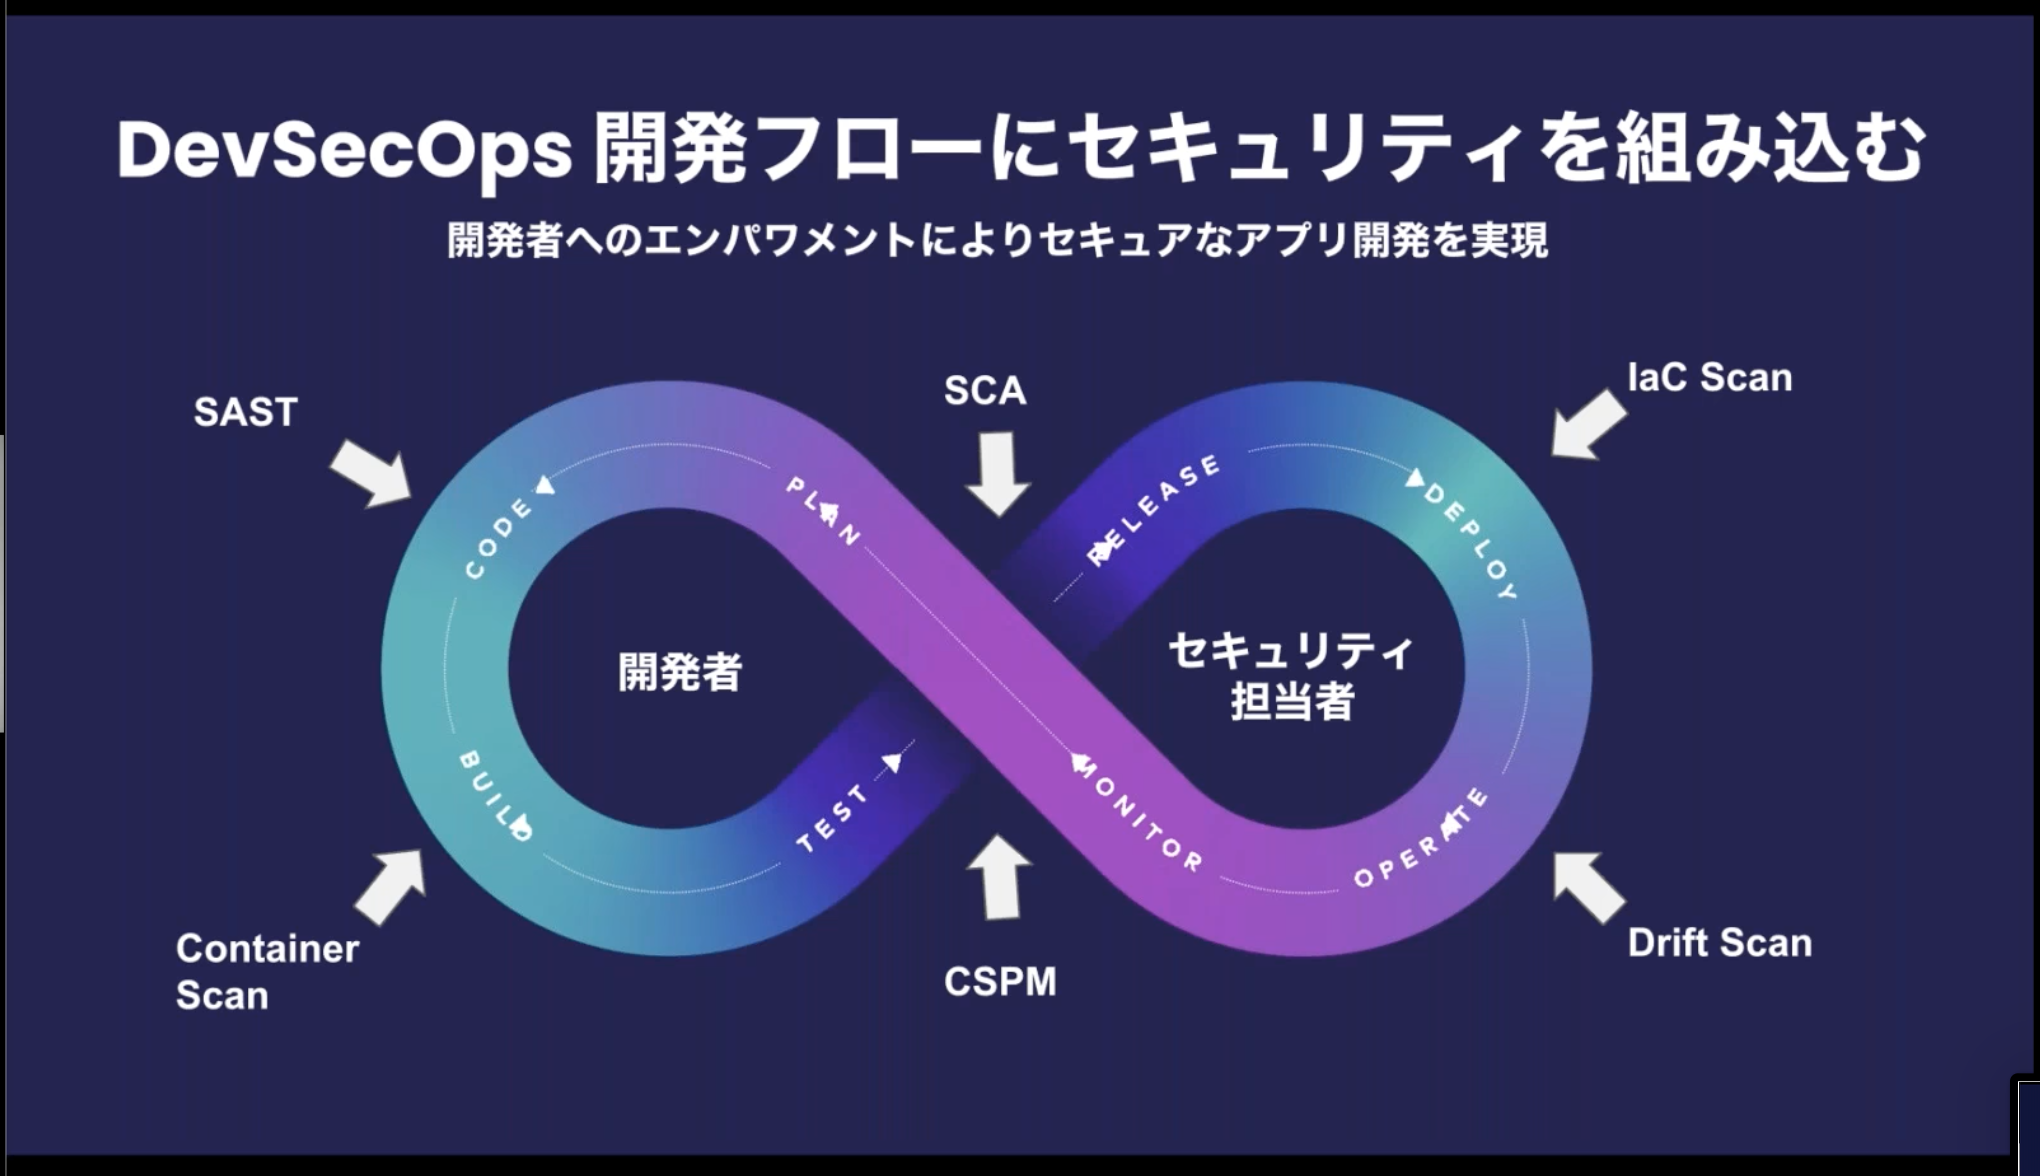 DevSecOps 開発フローにセキュリティを組み込む
開発者へのエンパワメントによりセキュアなアプリ開発を実現
SAST
SCA
IaC Scan
CODE
PLAN
RELEASE
DEPLOY
開発者
セキュリティ
担当者
BUILD
TEST
MONITOR
OPERATE
Container
Scan
CSPM
Drift Scan